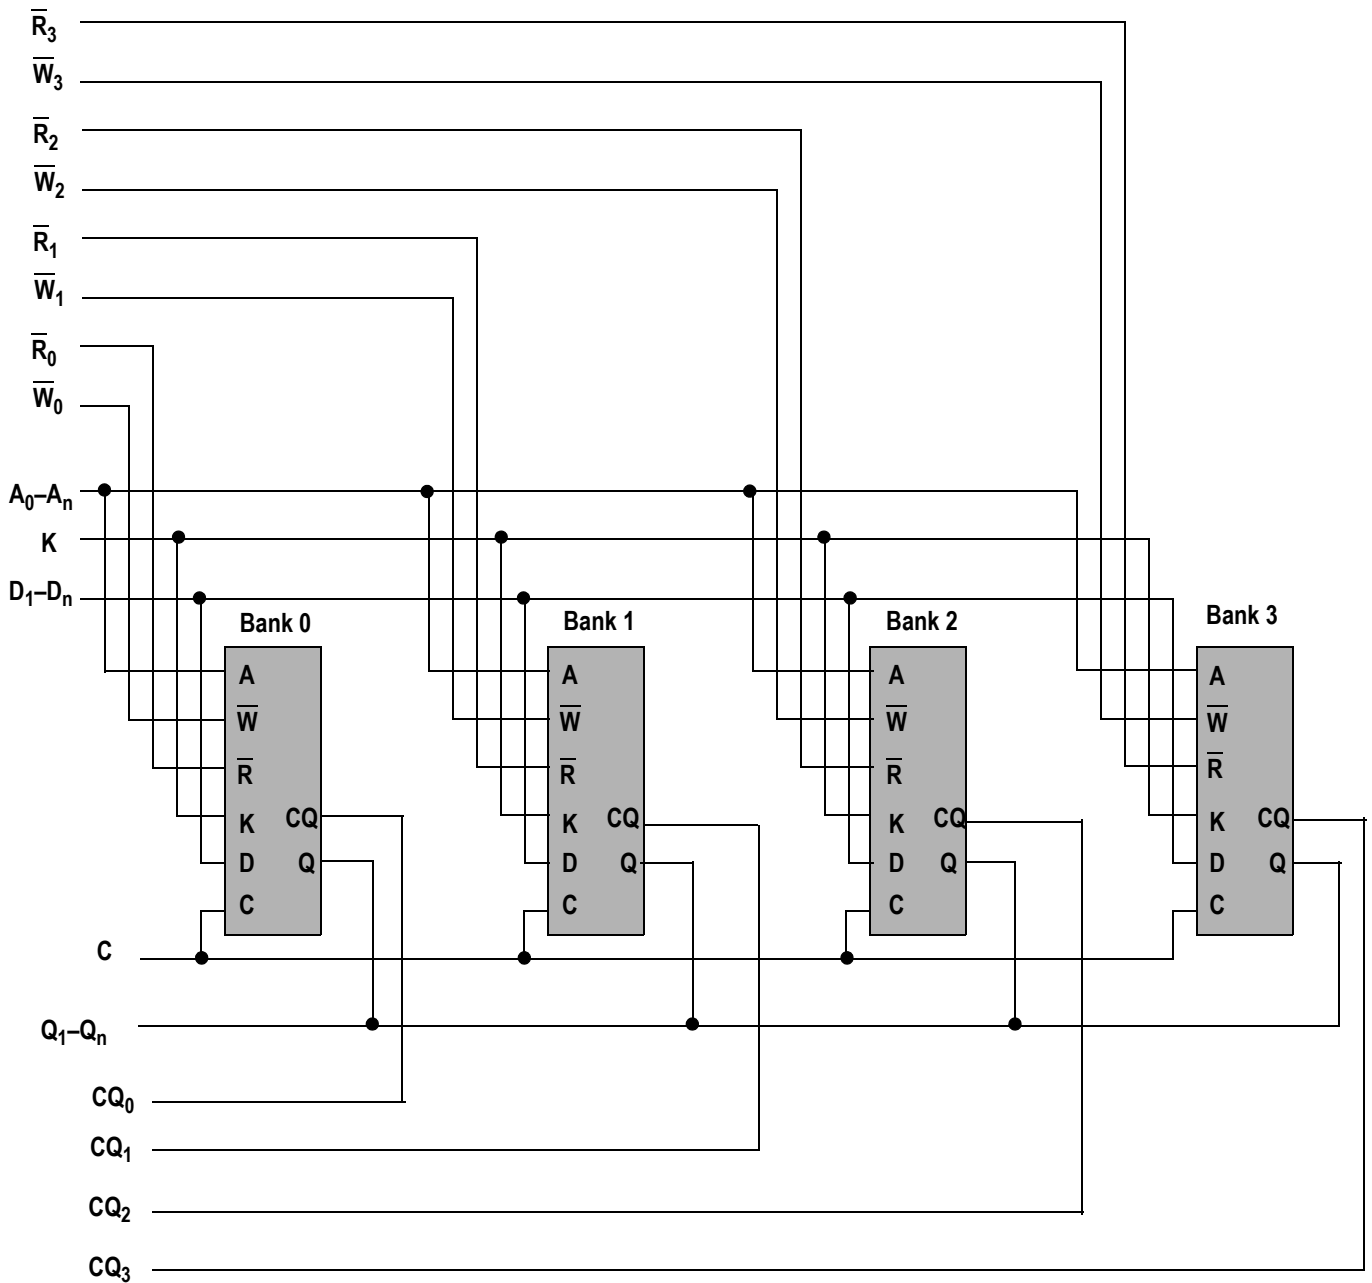 R̅₃
W̅₃
R̅₂
W̅₂
R̅₁
W̅₁
R̅₀
W̅₀
A₀–Aₙ
K
D₁–Dₙ
Bank 0
A
W̅
R̅
K
CQ
D
Q
C
Bank 1
A
W̅
R̅
K
CQ
D
Q
C
Bank 2
A
W̅
R̅
K
CQ
D
Q
C
Bank 3
A
W̅
R̅
K
CQ
D
Q
C
C
Q₁–Qₙ
CQ₀
CQ₁
CQ₂
CQ₃